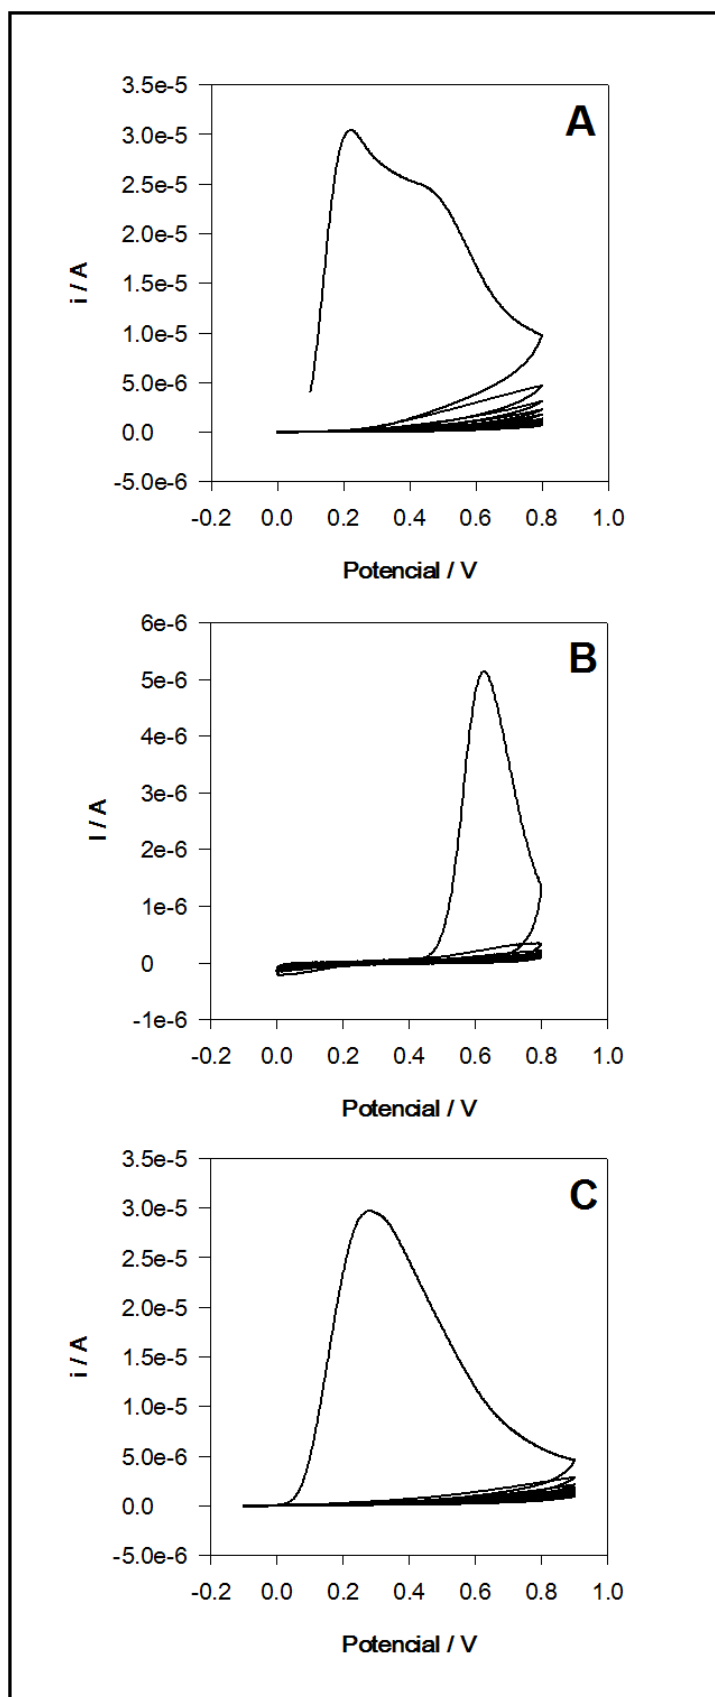 A
3.5e-5
3.0e-5
2.5e-5
2.0e-5
1.5e-5
1.0e-5
5.0e-6
0.0
-5.0e-6
i / A
-0.2 0.0 0.2 0.4 0.6 0.8 1.0
Potencial / V
B
6e-6
5e-6
4e-6
3e-6
2e-6
1e-6
0
-1e-6
I / A
-0.2 0.0 0.2 0.4 0.6 0.8 1.0
Potencial / V
C
3.5e-5
3.0e-5
2.5e-5
2.0e-5
1.5e-5
1.0e-5
5.0e-6
0.0
-5.0e-6
i / A
-0.2 0.0 0.2 0.4 0.6 0.8 1.0
Potencial / V